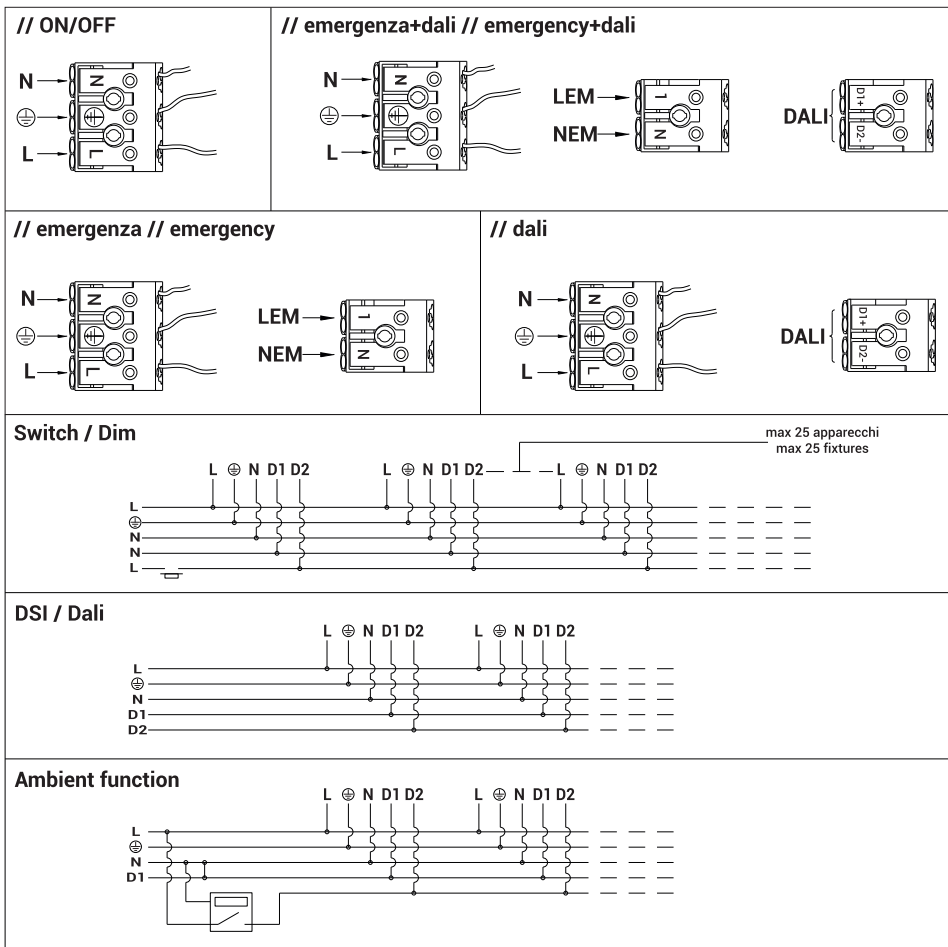 // ON/OFF
N
N
L
L
// emergenza+dali // emergency+dali
N
N
L
L
LEM
1
NEM
N
DALI
D1+
D2-
// emergenza // emergency
N
N
L
L
LEM
1
NEM
N
// dali
N
N
L
L
DALI
D1+
D2-
Switch / Dim
max 25 apparecchi
max 25 fixtures
L N D1 D2 L N D1 D2 L N D1 D2
L
N
N
L
DSI / Dali
L N D1 D2 L N D1 D2
L
N
D1
D2
Ambient function
L N D1 D2 L N D1 D2
L
N
D1